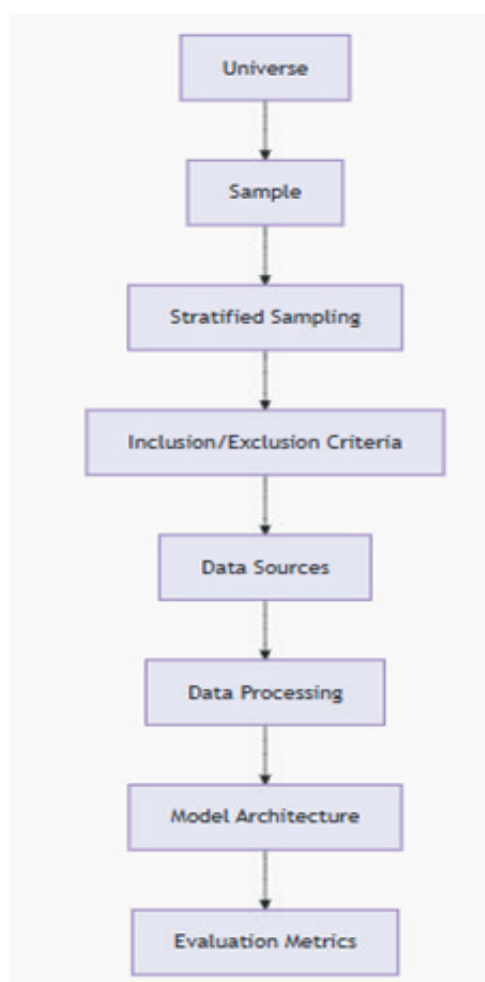 Universe
Sample
Stratified Sampling
Inclusion/Exclusion Criteria
Data Sources
Data Processing
Model Architecture
Evaluation Metrics